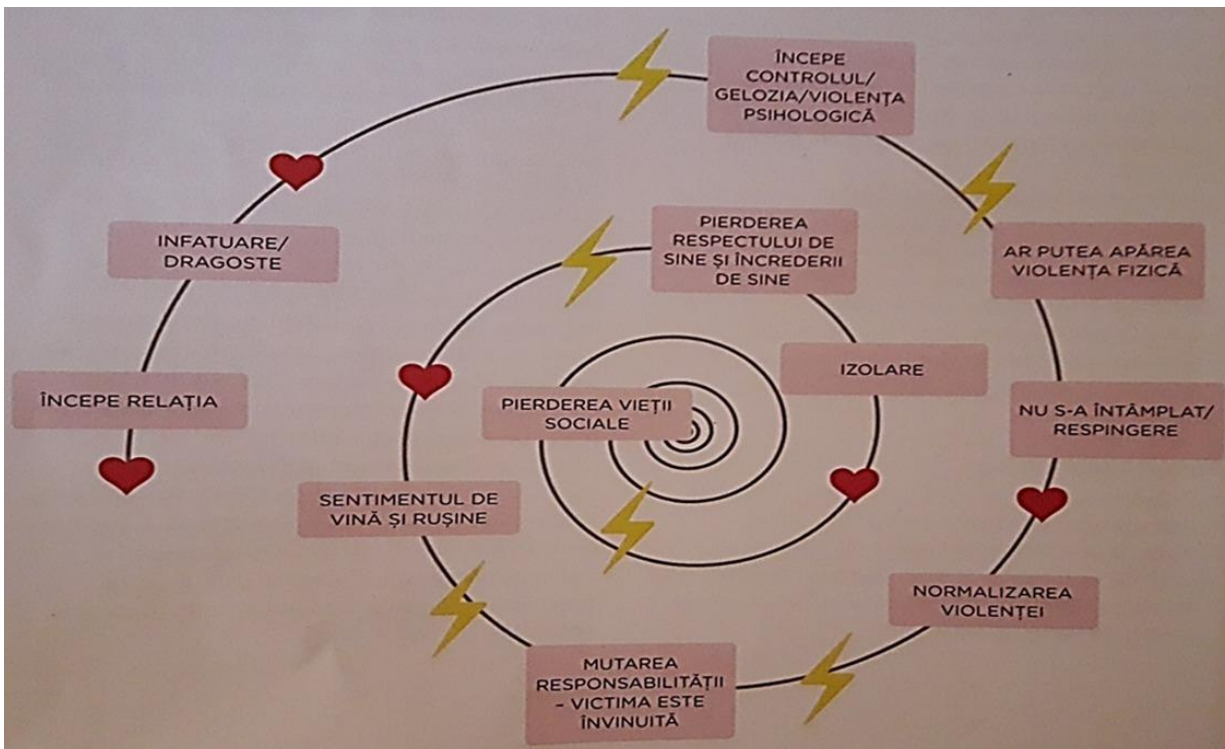 ÎNCEPE RELAȚIA
INFATUARE/
DRAGOSTE
ÎNCEPE
CONTROLUL/
GELOZIA/VIOLENȚA
PSIHOLOGICĂ
AR PUTEA APĂREA
VIOLENȚA FIZICĂ
NU S-A ÎNTÂMPLAT/
RESPINGERE
NORMALIZAREA
VIOLENȚEI
MUTAREA
RESPONSABILITĂȚII
– VICTIMA ESTE
ÎNVINUITĂ
SENTIMENTUL DE
VINĂ ȘI RUȘINE
PIERDEREA
RESPECTULUI DE
SINE ȘI ÎNCREDERII
DE SINE
IZOLARE
PIERDEREA VIEȚII
SOCIALE